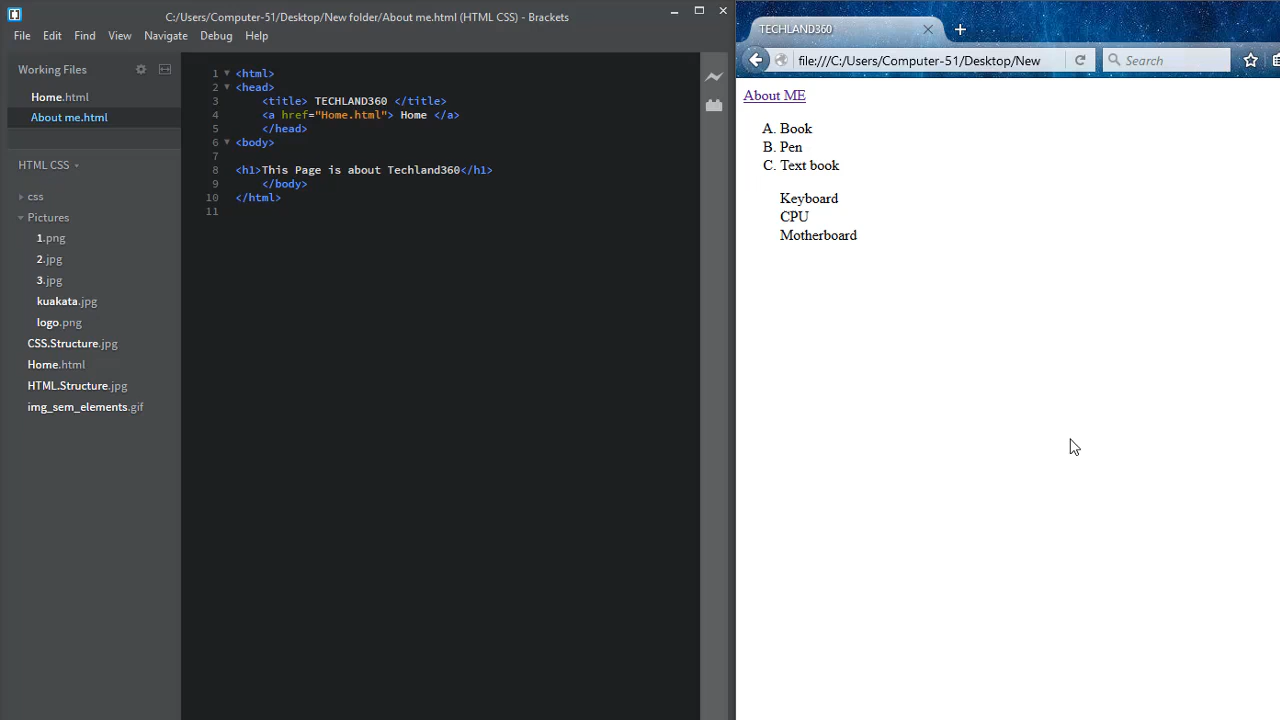 C:/Users/Computer-51/Desktop/New folder/About me.html (HTML CSS) - Brackets
File Edit Find View Navigate Debug Help
Working Files
Home.html
About me.html
HTML CSS
css
Pictures
1.png
2.jpg
3.jpg
kuakata.jpg
logo.png
CSS.Structure.jpg
Home.html
HTML.Structure.jpg
img_sem_elements.gif
1 <html>
2 <head>
3 <title> TECHLAND360 </title>
4 <a href="Home.html"> Home </a>
5 </head>
6 <body>
7
8 <h1>This Page is about Techland360</h1>
9 </body>
10 </html>
11
TECHLAND360
file:///C:/Users/Computer-51/Desktop/New
Search
About ME
A. Book
B. Pen
C. Text book
Keyboard
CPU
Motherboard